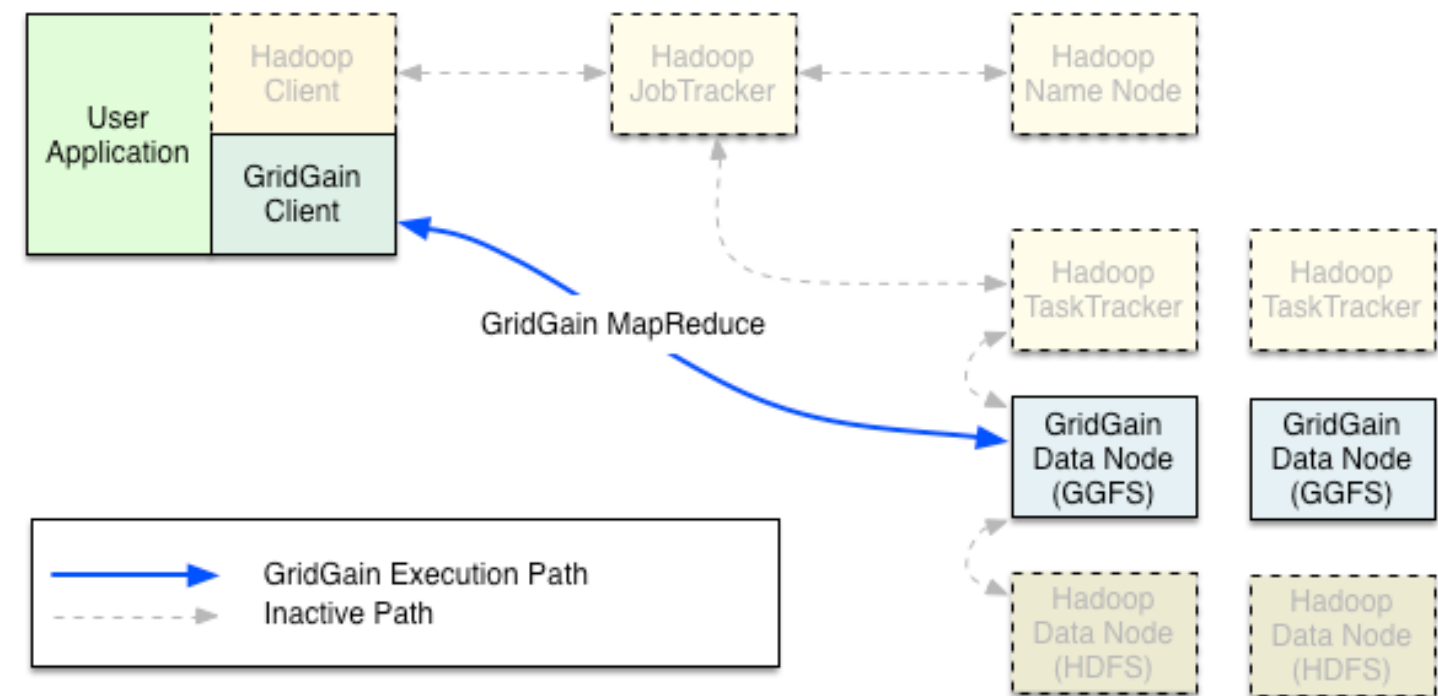 User
Application
Hadoop
Client
GridGain
Client
Hadoop
JobTracker
Hadoop
Name Node
GridGain MapReduce
Hadoop
TaskTracker
Hadoop
TaskTracker
GridGain
Data Node
(GGFS)
GridGain
Data Node
(GGFS)
Hadoop
Data Node
(HDFS)
Hadoop
Data Node
(HDFS)
GridGain Execution Path
Inactive Path